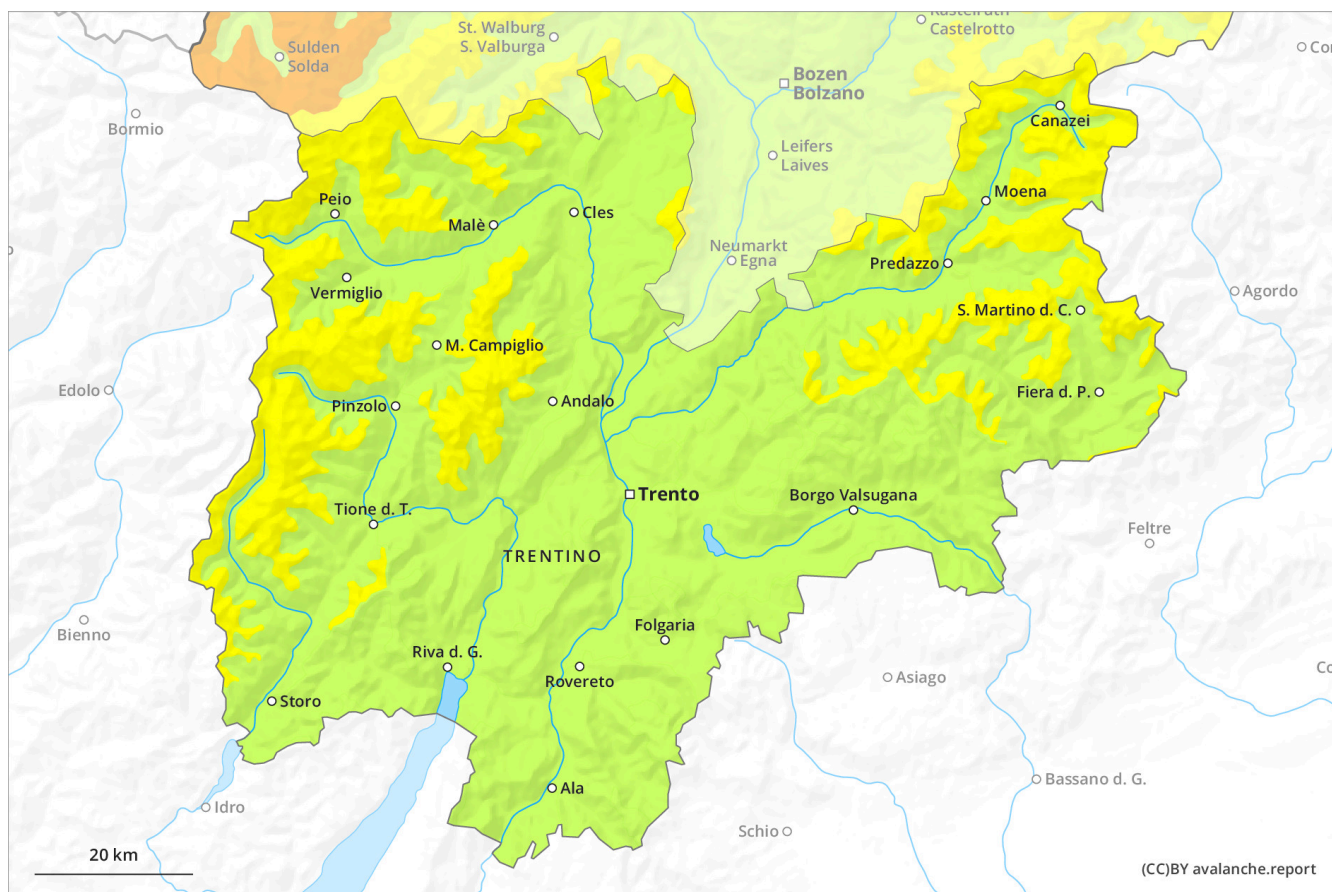 Kastelruth
Castelrotto
St. Walburg
S. Valburga
Sulden
Solda
Bozen
Bolzano
Bormio
Canazei
Leifers
Laives
Peio
Moena
Malè
Cles
Neumarkt
Egna
Predazzo
Vermiglio
Agordo
S. Martino d. C.
M. Campiglio
Edolo
Pinzolo
Andalo
Fiera d. P.
Trento
Borgo Valsugana
Tione d. T.
Feltre
TRENTINO
Bienno
Folgaria
Riva d. G.
Rovereto
Asiago
Storo
Bassano d. G.
Ala
Idro
Schio
20 km
(CC)BY avalanche.report